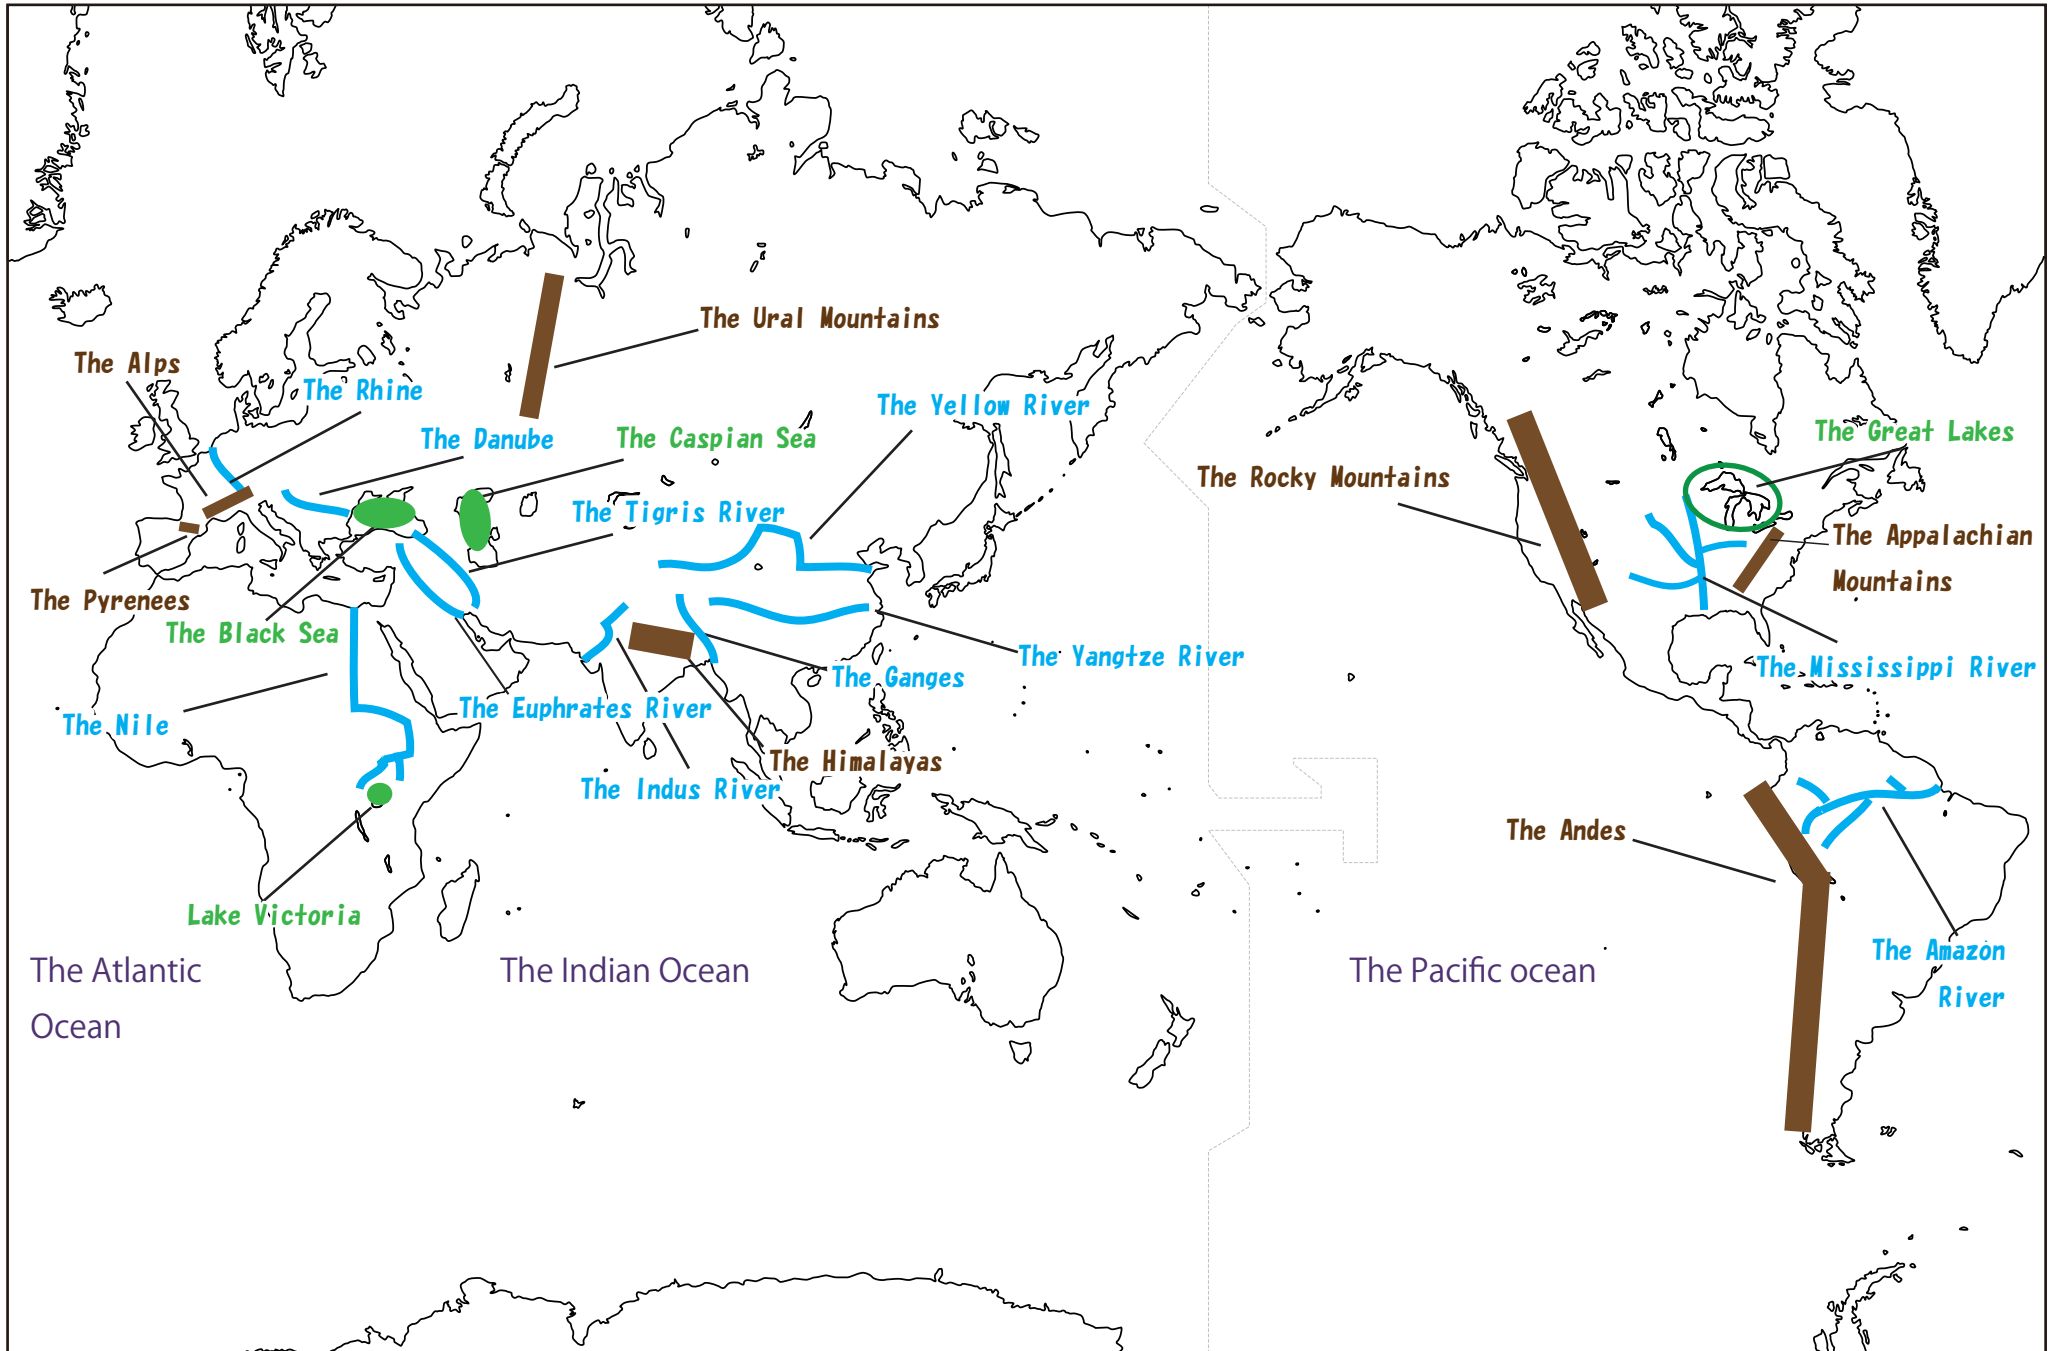 The Ural Mountains
The Alps
The Rhine
The Yellow River
The Danube
The Caspian Sea
The Great Lakes
The Rocky Mountains
The Tigris River
The Appalachian
Mountains
The Pyrenees
The Black Sea
The Yangtze River
The Ganges
The Mississippi River
The Euphrates River
The Nile
The Himalayas
The Indus River
The Andes
Lake Victoria
The Amazon
River
The Atlantic
Ocean
The Indian Ocean
The Pacific ocean